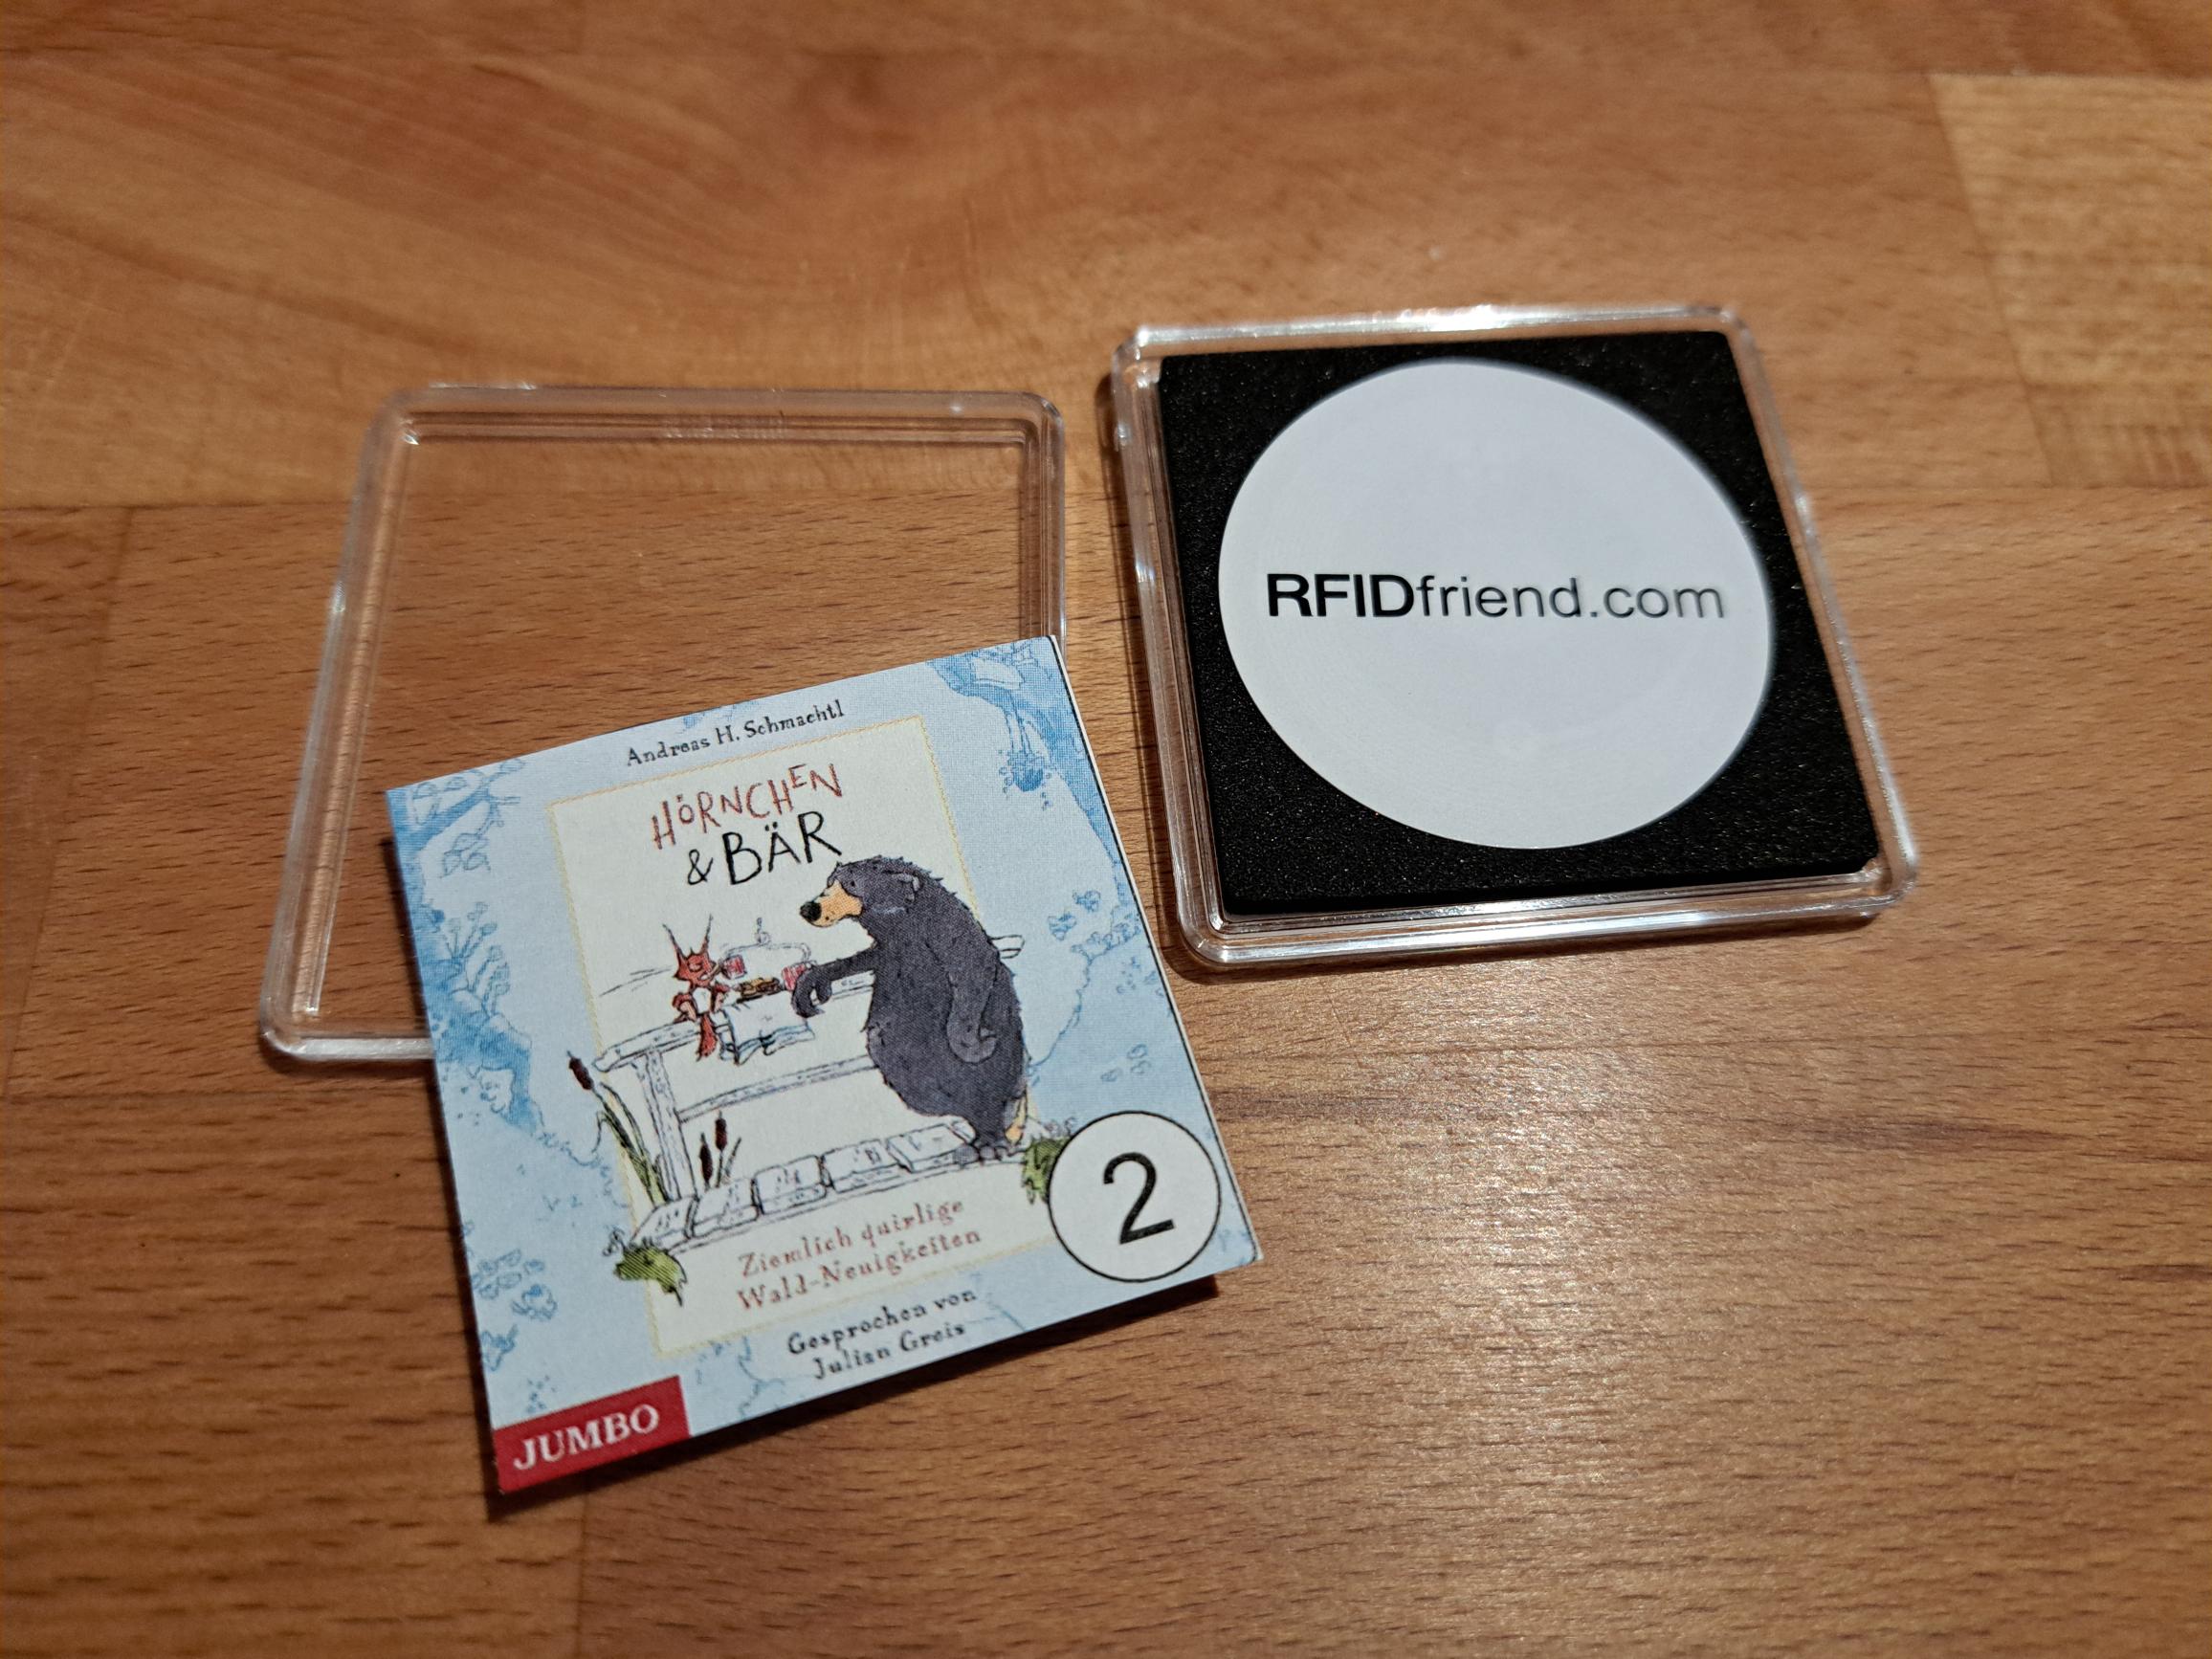 Andreas H. Schmachtl
HÖRNCHEN
& BÄR
2
Ziemlich quirlige
Wald-Neuigkeiten
Gesprochen von
Julian Greis
JUMBO
RFIDfriend.com